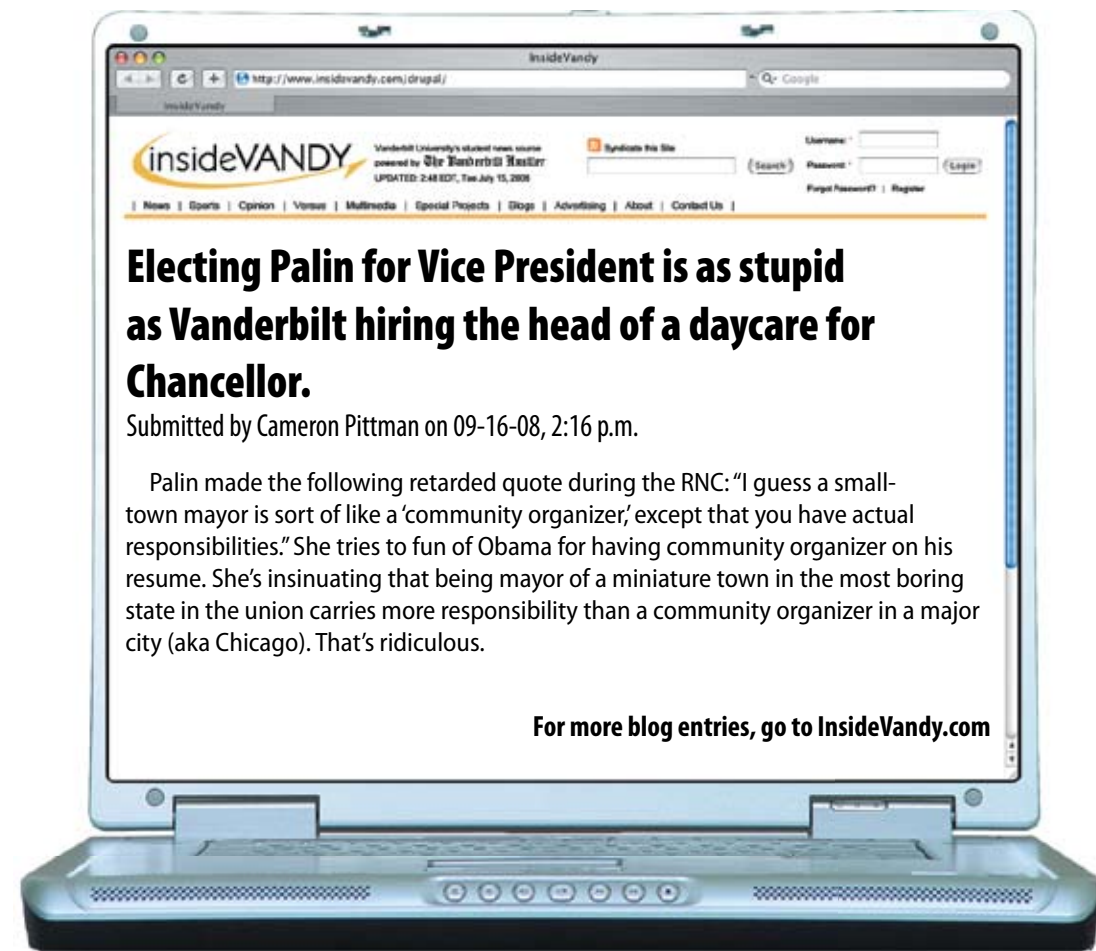 InsideVandy
http://www.insidevandy.com/drupal/
Google
InsideVandy
insideVANDY
Vanderbilt University's student news source
powered by The Vanderbilt Hustler
UPDATED: 2:48 EDT, Tue July 15, 2008
Syndicate this Site
Search
Username: *
Password: *
Login
Forgot Password? | Register
| News | Sports | Opinion | Versus | Multimedia | Special Projects | Blogs | Advertising | About | Contact Us |
Electing Palin for Vice President is as stupid
as Vanderbilt hiring the head of a daycare for
Chancellor.
Submitted by Cameron Pittman on 09-16-08, 2:16 p.m.
Palin made the following retarded quote during the RNC: “I guess a small-
town mayor is sort of like a ‘community organizer,’ except that you have actual
responsibilities.” She tries to fun of Obama for having community organizer on his
resume. She’s insinuating that being mayor of a miniature town in the most boring
state in the union carries more responsibility than a community organizer in a major
city (aka Chicago). That’s ridiculous.
For more blog entries, go to InsideVandy.com